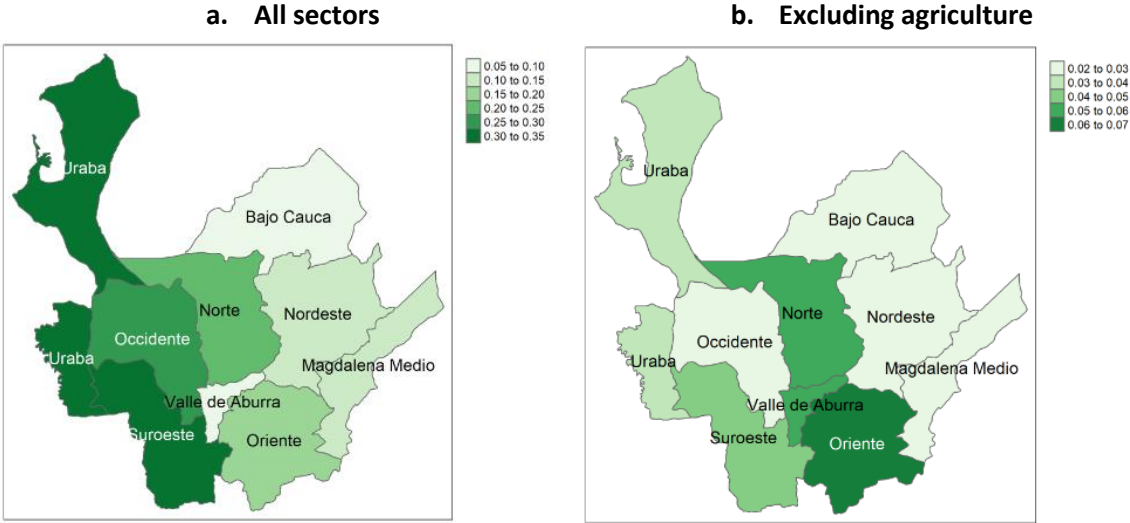 a. All sectors
0.05 to 0.10
0.10 to 0.15
0.15 to 0.20
0.20 to 0.25
0.25 to 0.30
0.30 to 0.35
Uraba
Bajo Cauca
Norte
Nordeste
Occidente
Uraba
Magdalena Medio
Valle de Aburra
Suroeste
Oriente
b. Excluding agriculture
0.02 to 0.03
0.03 to 0.04
0.04 to 0.05
0.05 to 0.06
0.06 to 0.07
Uraba
Bajo Cauca
Norte
Nordeste
Occidente
Uraba
Magdalena Medio
Valle de Aburra
Suroeste
Oriente